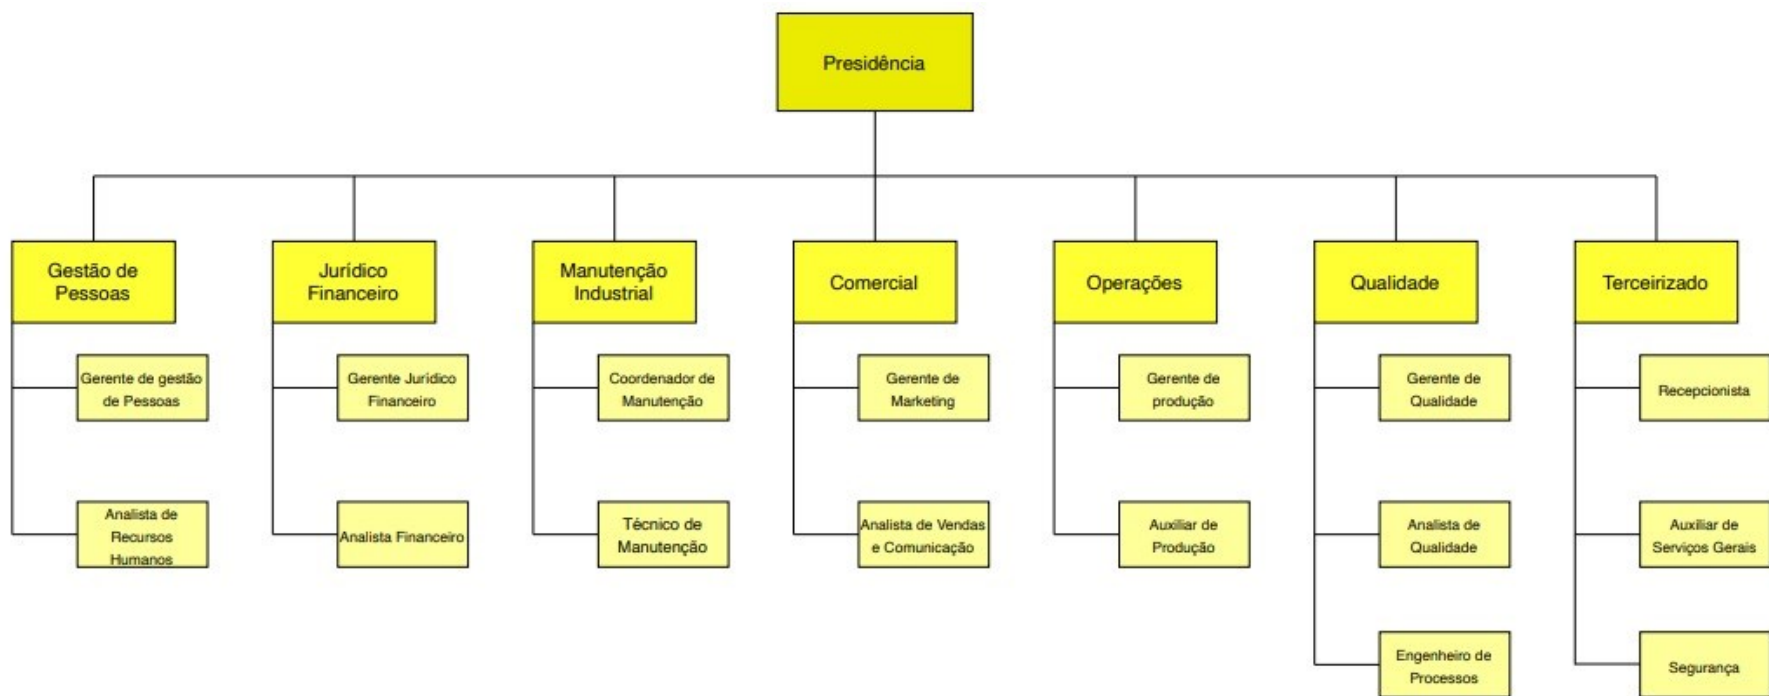 Presidência
Gestão de
Pessoas
Jurídico
Financeiro
Manutenção
Industrial
Comercial
Operações
Qualidade
Terceirizado
Gerente de gestão
de Pessoas
Gerente Jurídico
Financeiro
Coordenador de
Manutenção
Gerente de
Marketing
Gerente de
produção
Gerente de
Qualidade
Recepcionista
Analista de
Recursos
Humanos
Analista Financeiro
Técnico de
Manutenção
Analista de Vendas
e Comunicação
Auxiliar de
Produção
Analista de
Qualidade
Auxiliar de
Serviços Gerais
Engenheiro de
Processos
Segurança